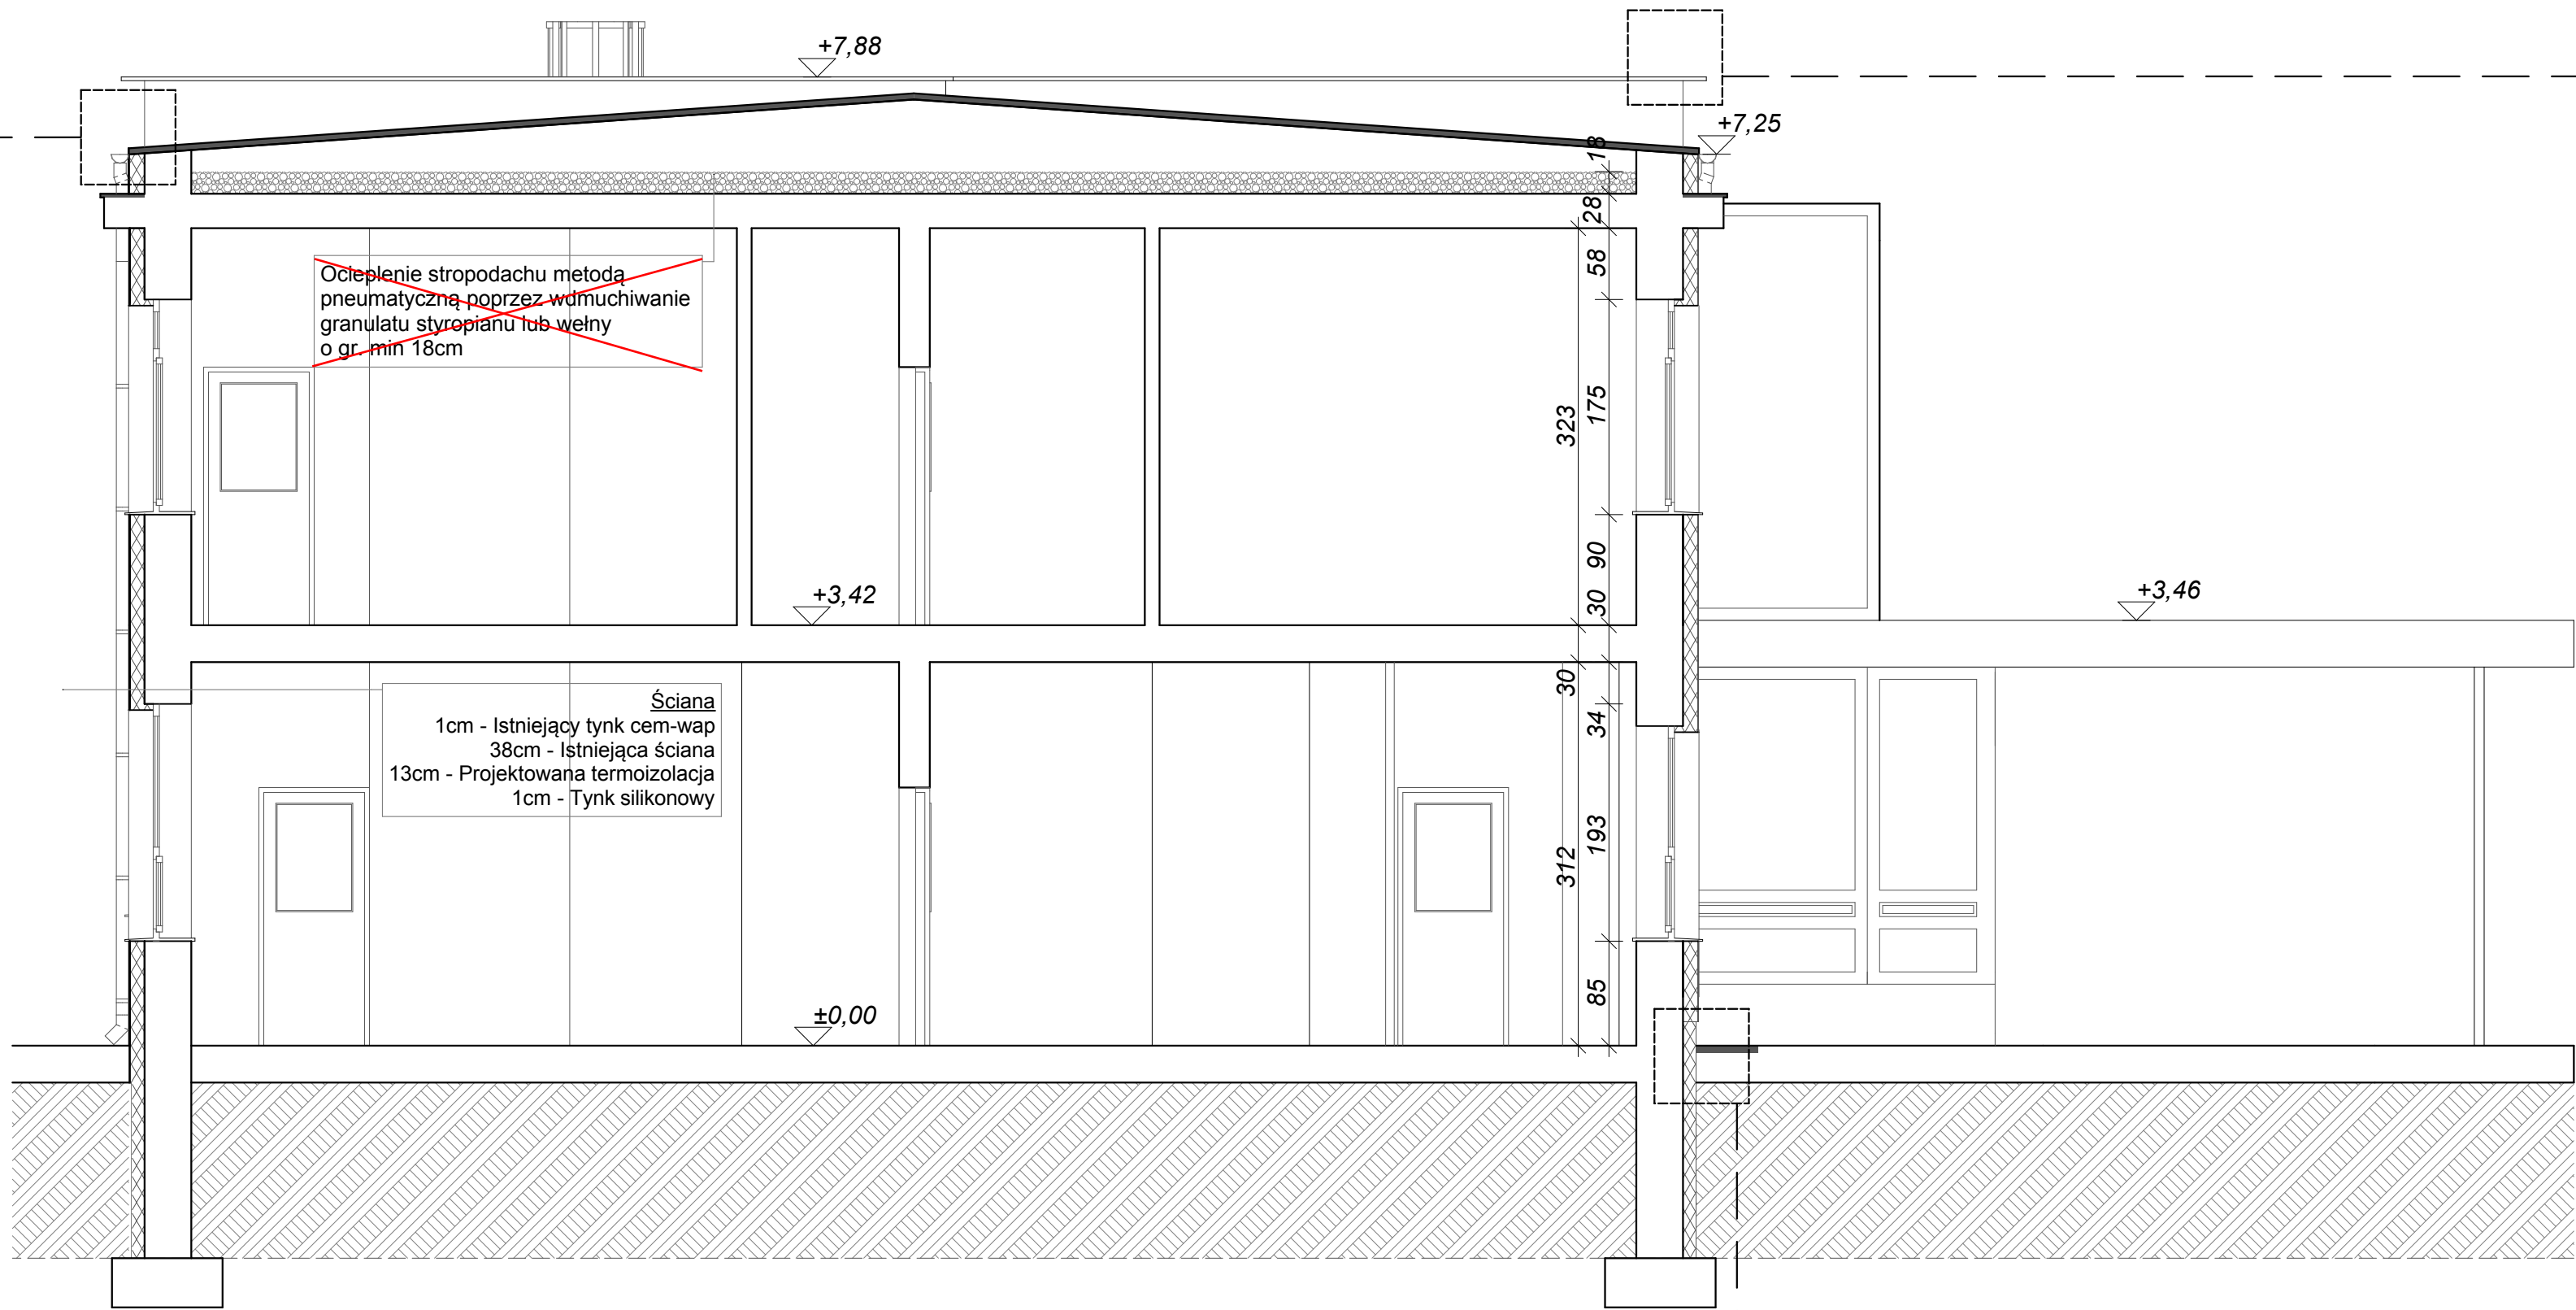 +7,88
+7,25
18
28
58
175
323
90
30
Ocieplenie stropodachu metodą
pneumatyczną poprzez wdmuchiwanie
granulatu styropianu lub wełny
o gr. min 18cm
+3,42
+3,46
Ściana
1cm - Istniejący tynk cem-wap
38cm - Istniejąca ściana
13cm - Projektowana termoizolacja
1cm - Tynk silikonowy
30
34
193
312
85
±0,00